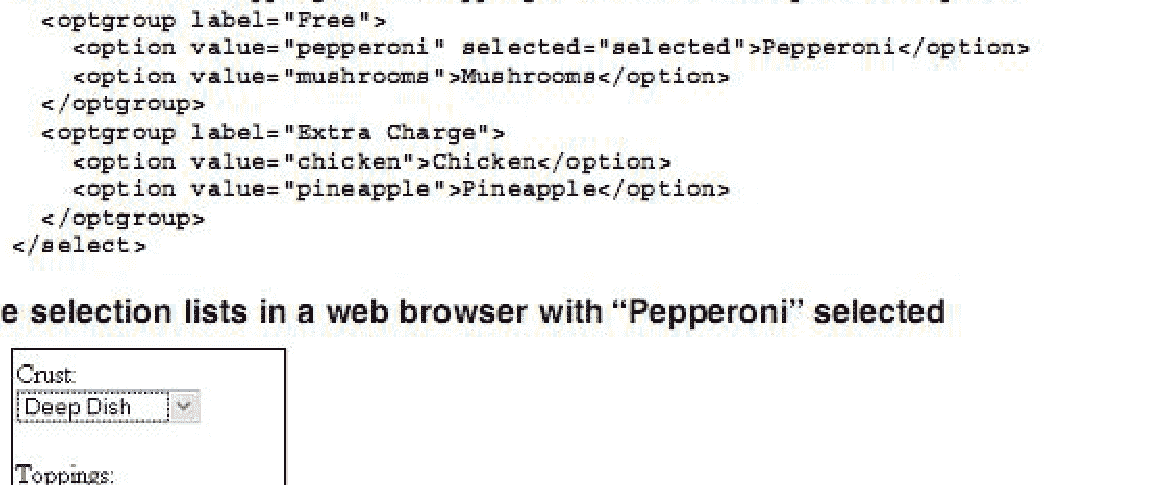 <optgroup label="Free">
<option value="pepperoni" selected="selected">Pepperoni</option>
<option value="mushrooms">Mushrooms</option>
</optgroup>
<optgroup label="Extra Charge">
<option value="chicken">Chicken</option>
<option value="pineapple">Pineapple</option>
</optgroup>
</select>
e selection lists in a web browser with “Pepperoni” selected
Crust:
Deep Dish
Toppings: